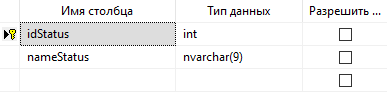 Имя столбца Тип данных Разрешить ...
idStatus int
nameStatus nvarchar(9)